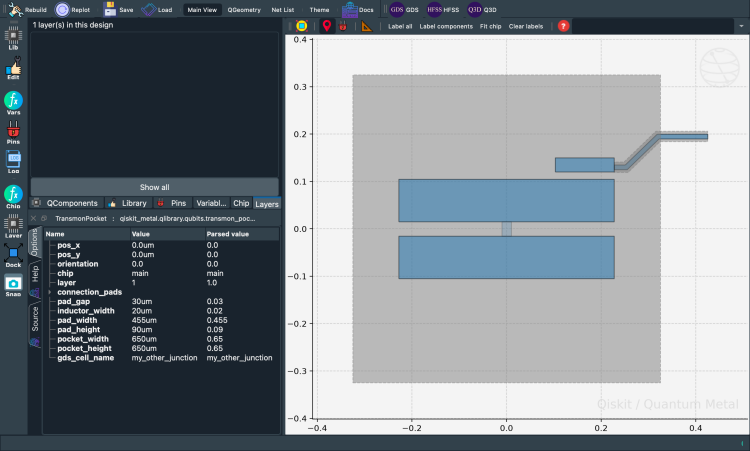 Rebuild Replot Save Load Main View QGeometry Net List Theme Docs GDS GDS HFSS HFSS Q3D Q3D
Lib
Edit
Vars
Pins
Log
Chip
Layer
Dock
Snap
1 layer(s) in this design
Show all
QComponents Library Pins Variabl... Chip Layers
TransmonPocket : qiskit_metal.qlibrary.qubits.transmon_poc...
Options
Help
Source
Name Value Parsed value
pos_x 0.0um 0.0
pos_y 0.0um 0.0
orientation 0.0 0.0
chip main main
layer 1 1.0
connection_pads
pad_gap 30um 0.03
inductor_width 20um 0.02
pad_width 455um 0.455
pad_height 90um 0.09
pocket_width 650um 0.65
pocket_height 650um 0.65
gds_cell_name my_other_junction my_other_junction
Label all Label components Fit chip Clear labels ?
0.4
0.3
0.2
0.1
0.0
−0.1
−0.2
−0.3
−0.4
−0.4 −0.2 0.0 0.2 0.4
Qiskit / Quantum Metal